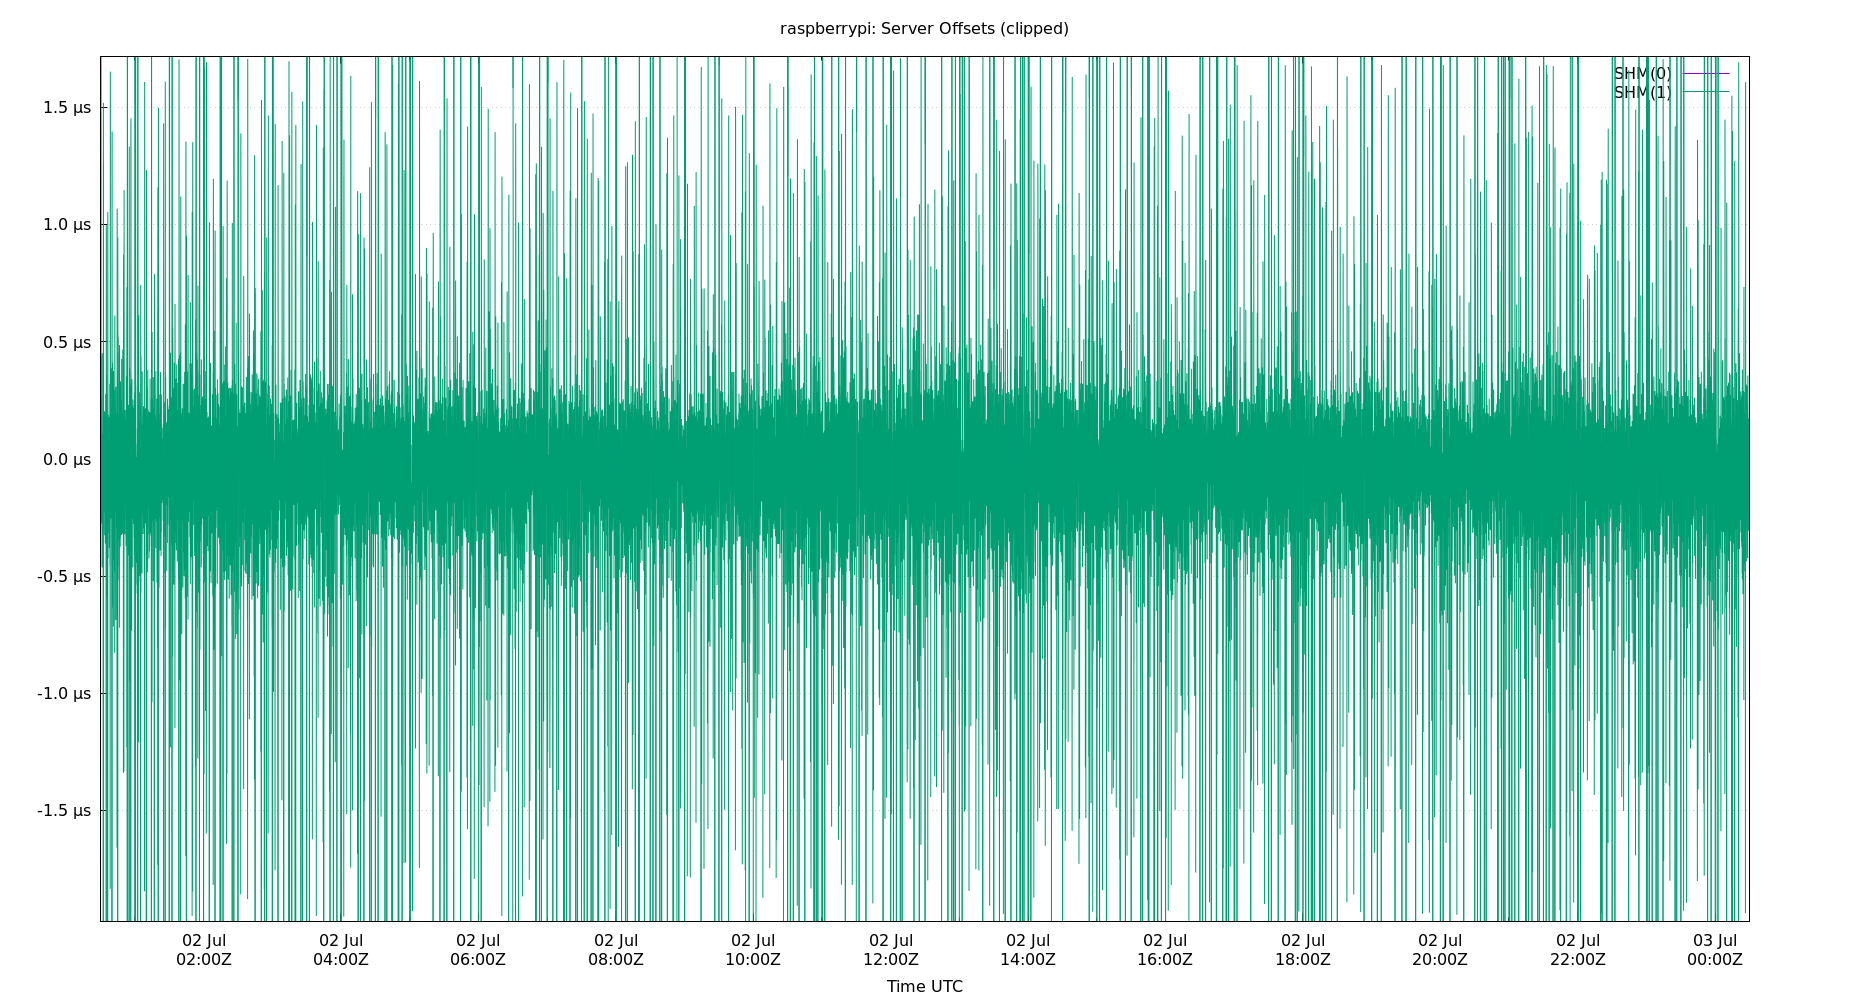 raspberrypi: Server Offsets (clipped)
SHM(0)
SHM(1)
1.5 µs
1.0 µs
0.5 µs
0.0 µs
-0.5 µs
-1.0 µs
-1.5 µs
02 Jul 02 Jul 02 Jul 02 Jul 02 Jul 02 Jul 02 Jul 02 Jul 02 Jul 02 Jul 02 Jul 03 Jul
02:00Z 04:00Z 06:00Z 08:00Z 10:00Z 12:00Z 14:00Z 16:00Z 18:00Z 20:00Z 22:00Z 00:00Z
Time UTC